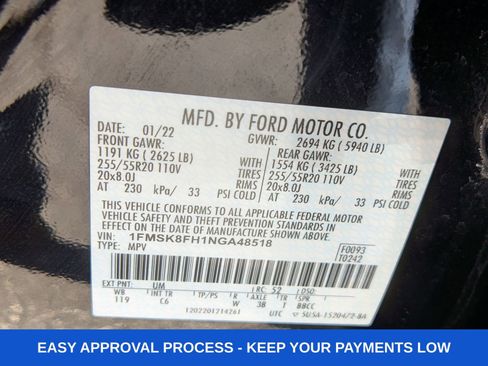 MFD. BY FORD MOTOR CO.
01/22 GVWR: 2694 KG ( 5940 LB)
FRONT GAWR: REAR GAWR:
1191 KG ( 2625 LB) WITH 1554 KG ( 3425 LB) WITH
255/55R20 110V TIRES 255/55R20 110V TIRES
20x8.0J RIMS 20x8.0J RIMS
AT 230 kPa/ 33 PSI COLD AT 230 kPa/ 33 PSI COLD
THIS VEHICLE CONFORMS TO ALL APPLICABLE FEDERAL MOTOR
VEHICLE SAFETY AND THEFT PREVENTION STANDARDS IN EFFECT ON
THE DATE OF MANUFACTURE SHOWN ABOVE.
VIN: 1FMSK8FH1NGA48518 F0093
TYPE: MPV T0242
EXT PNT: UM RC: 52 DSO:
WB INT TR TP/PS R AXLE TR SPR
119 C6 W 3B T BBCC
UTC
EASY APPROVAL PROCESS - KEEP YOUR PAYMENTS LOW